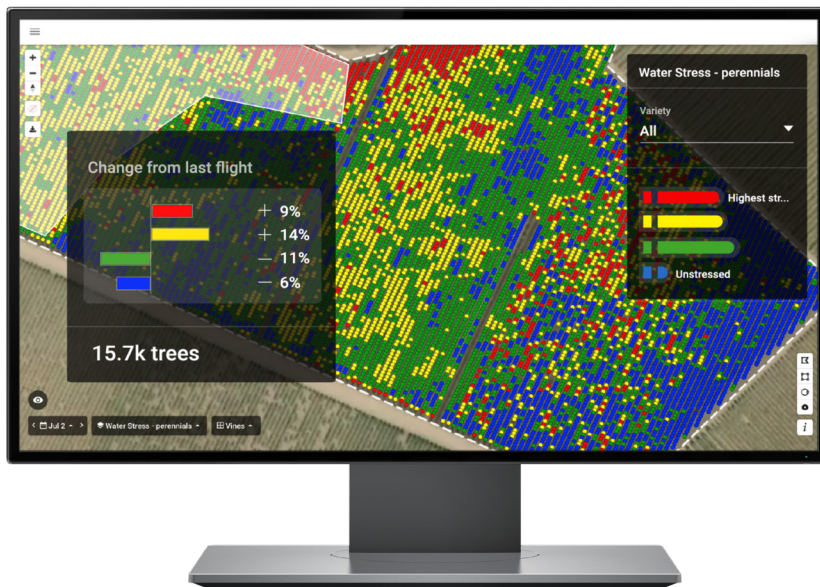 Water Stress - perennials
Variety
All
Highest str...
Unstressed
Change from last flight
+ 9%
+ 14%
— 11%
— 6%
15.7k trees
Jul 2
Water Stress - perennials
Vines
i